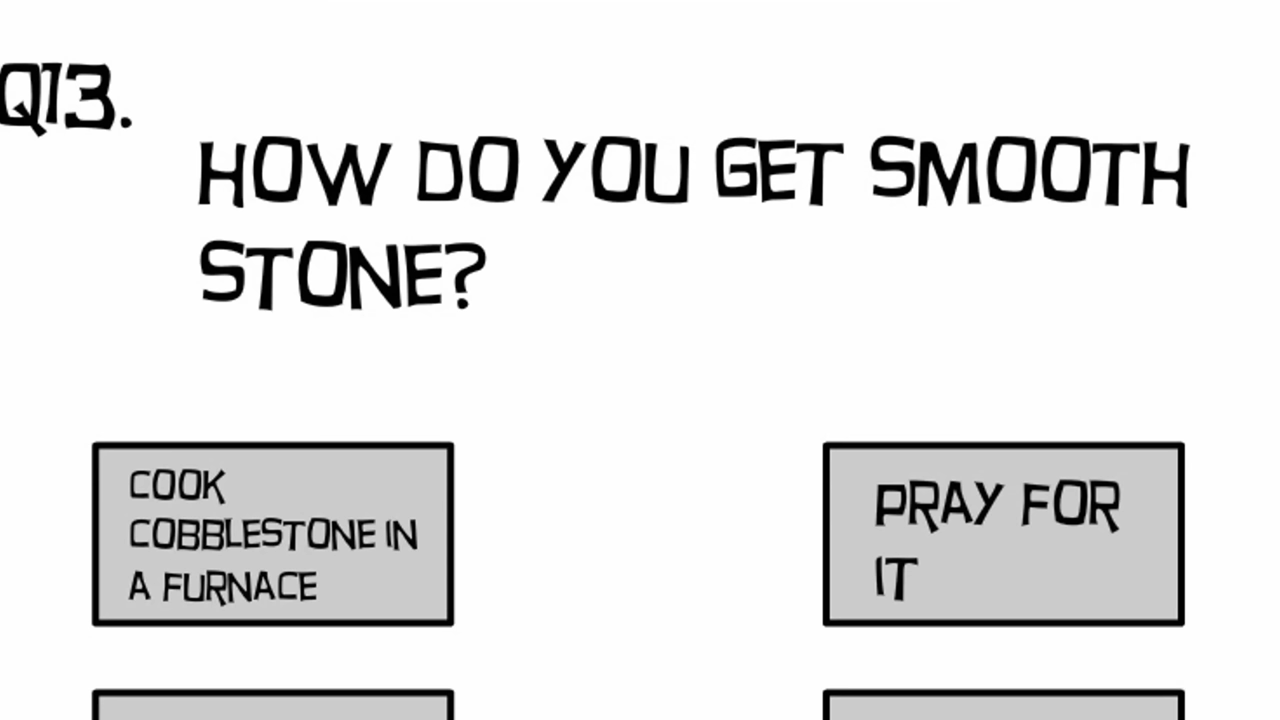 Q13.
HOW DO YOU GET SMOOTH
STONE?
COOK
COBBLESTONE IN
A FURNACE
PRAY FOR
IT